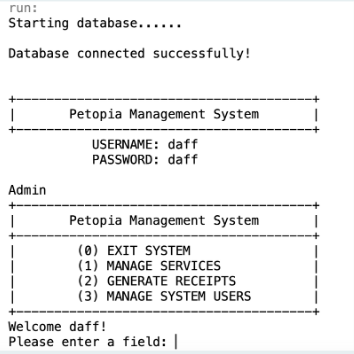 run:
Starting database......
Database connected successfully!
+---------------------------------------+
|       Petopia Management System       |
+---------------------------------------+
USERNAME: daff
PASSWORD: daff
Admin
+---------------------------------------+
|       Petopia Management System       |
+---------------------------------------+
|        (0) EXIT SYSTEM                |
|        (1) MANAGE SERVICES            |
|        (2) GENERATE RECEIPTS          |
|        (3) MANAGE SYSTEM USERS        |
+---------------------------------------+
Welcome daff!
Please enter a field: